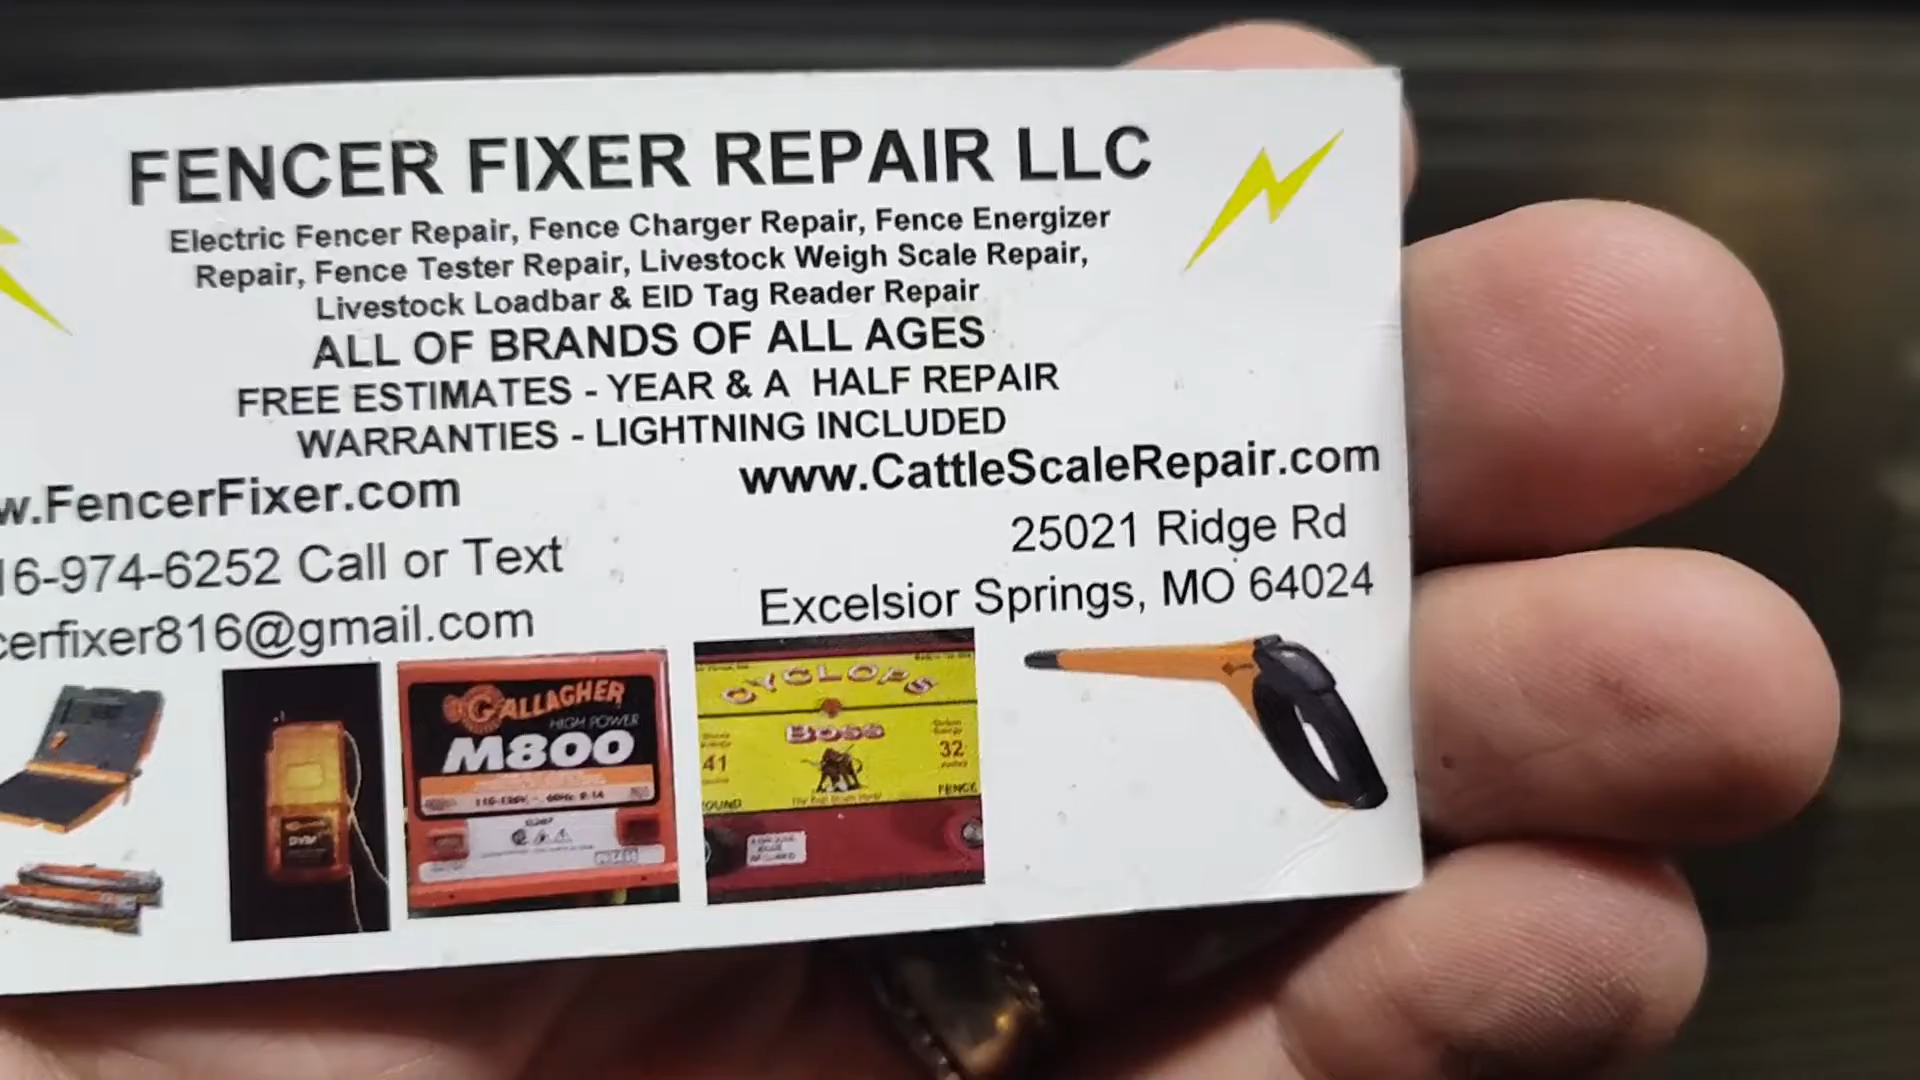 FENCER FIXER REPAIR LLC
Electric Fencer Repair, Fence Charger Repair, Fence Energizer
Repair, Fence Tester Repair, Livestock Weigh Scale Repair,
Livestock Loadbar & EID Tag Reader Repair
ALL OF BRANDS OF ALL AGES
FREE ESTIMATES - YEAR & A HALF REPAIR
WARRANTIES - LIGHTNING INCLUDED
w.FencerFixer.com
16-974-6252 Call or Text
cerfixer816@gmail.com
www.CattleScaleRepair.com
25021 Ridge Rd
Excelsior Springs, MO 64024
GALLAGHER
HIGH POWER
M800
CYCLOPS
BOSS
41
32
OUND
FENCE